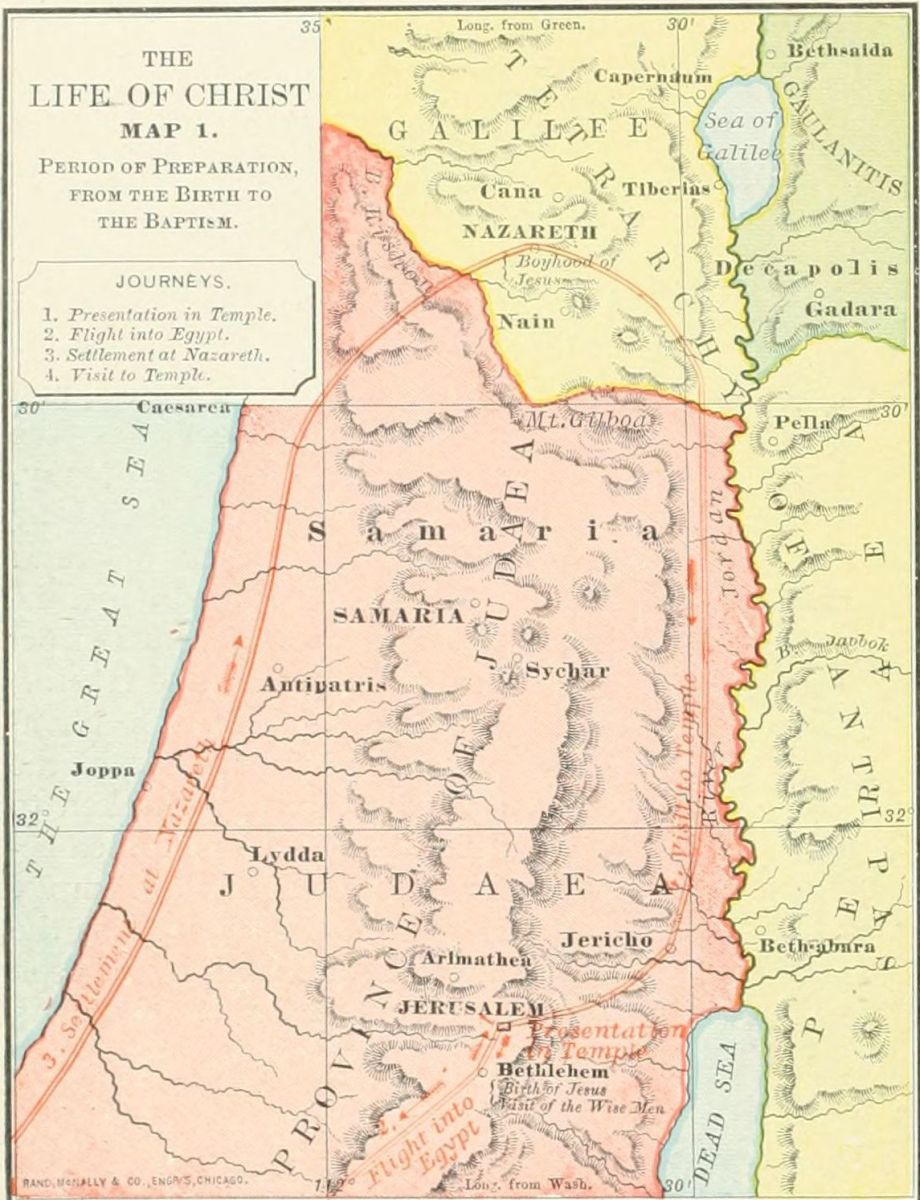 THE
LIFE OF CHRIST
MAP 1.
PERIOD OF PREPARATION,
FROM THE BIRTH TO
THE BAPTISM.
JOURNEYS.
1. Presentation in Temple.
2. Flight into Egypt.
3. Settlement at Nazareth.
4. Visit to Temple.
35
Long. from Green.
30'
Bethsaida
Capernaum
Sea of
Galilee
GAULANITIS
GALILEE
TETRARCHY
Cana
Tiberias
NAZARETH
Boyhood of
Jesus
R. Kishon
Decapolis
Gadara
Nain
30'
Caesarea
Mt. Gilboa
Pella
30'
OF
THE GREAT SEA
Samaria
Jordan
River
SAMARIA
Sychar
R. Jabbok
Antipatris
Joppa
PROVINCE OF JUDAEA
4. Visit to Temple
ANTIPAS
PERAEA
32°
32°
Lydda
JUDAEA
3. Settlement at Nazareth
Jericho
Beth-abara
Arimathea
JERUSALEM
1.
Presentation
in Temple
Bethlehem
Birth of Jesus
Visit of the Wise Men
2.
Flight into
Egypt
DEAD SEA
RAND, McNALLY & CO., ENGR'S, CHICAGO.
112°
Long. from Wash.
30'